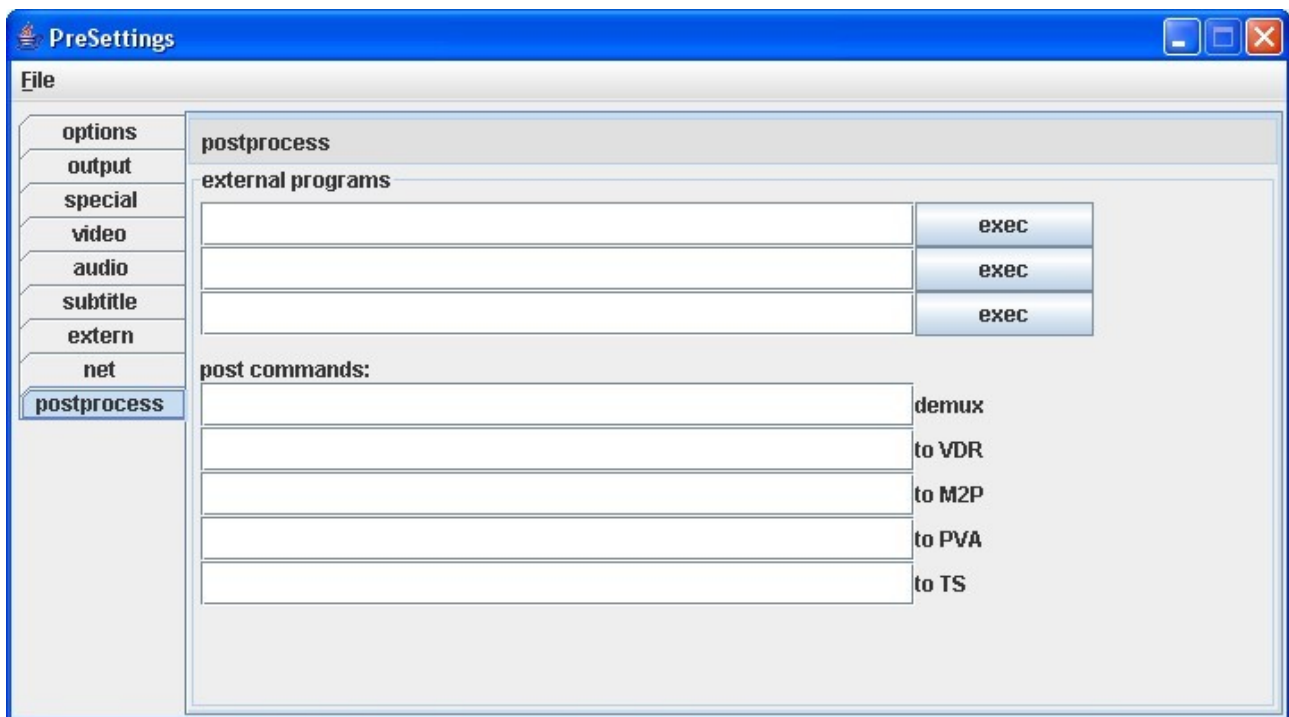 PreSettings
File
options
output
special
video
audio
subtitle
extern
net
postprocess
postprocess
external programs
exec
exec
exec
post commands:
demux
to VDR
to M2P
to PVA
to TS